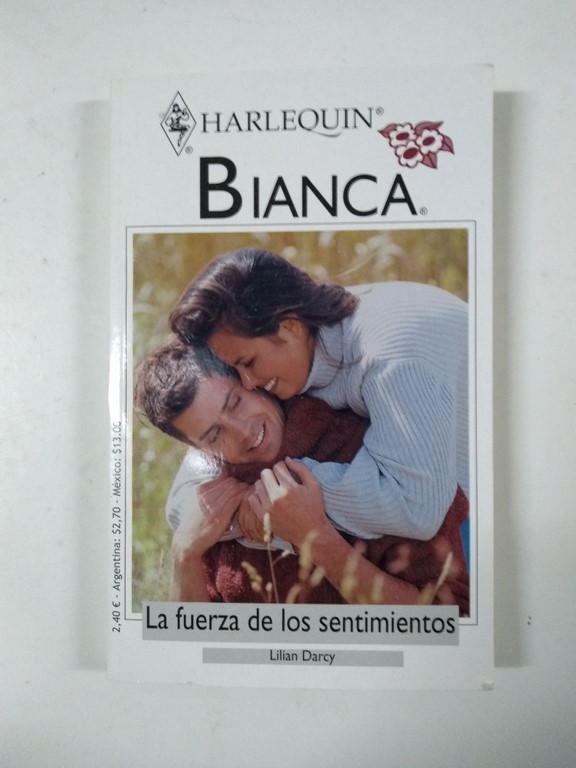 HARLEQUIN®
®
BIANCA®
2,40 € - Argentina: $2,70 - México: $13.00
La fuerza de los sentimientos
Lilian Darcy